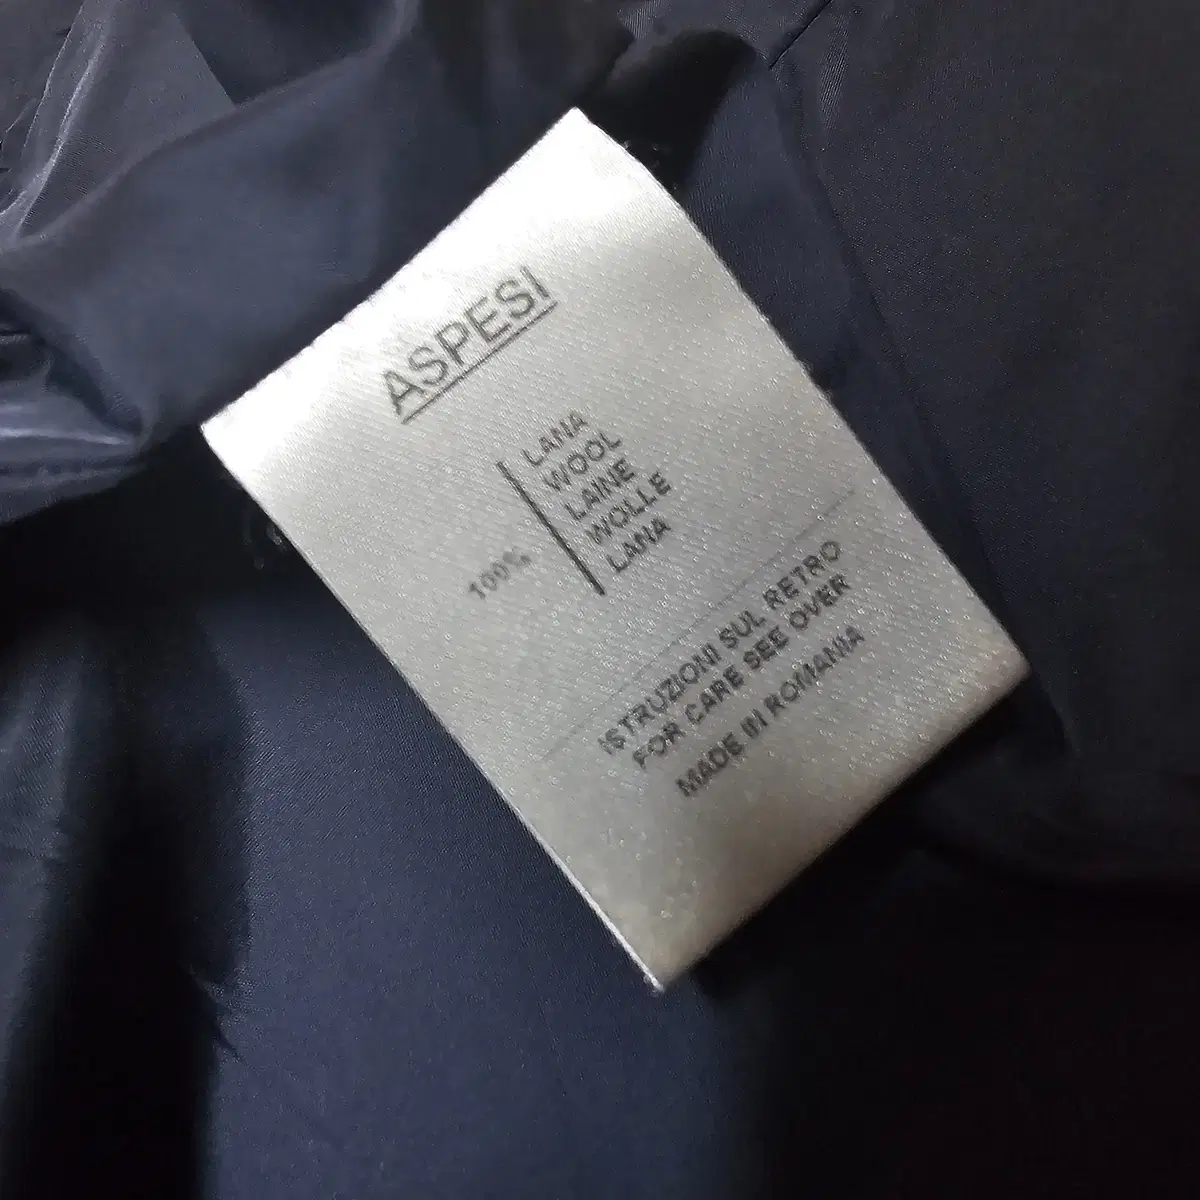 ASPESI
100%
LANA
WOOL
LAINE
WOLLE
LANA
ISTRUZIONI SUL RETRO
FOR CARE SEE OVER
MADE IN ROMANIA